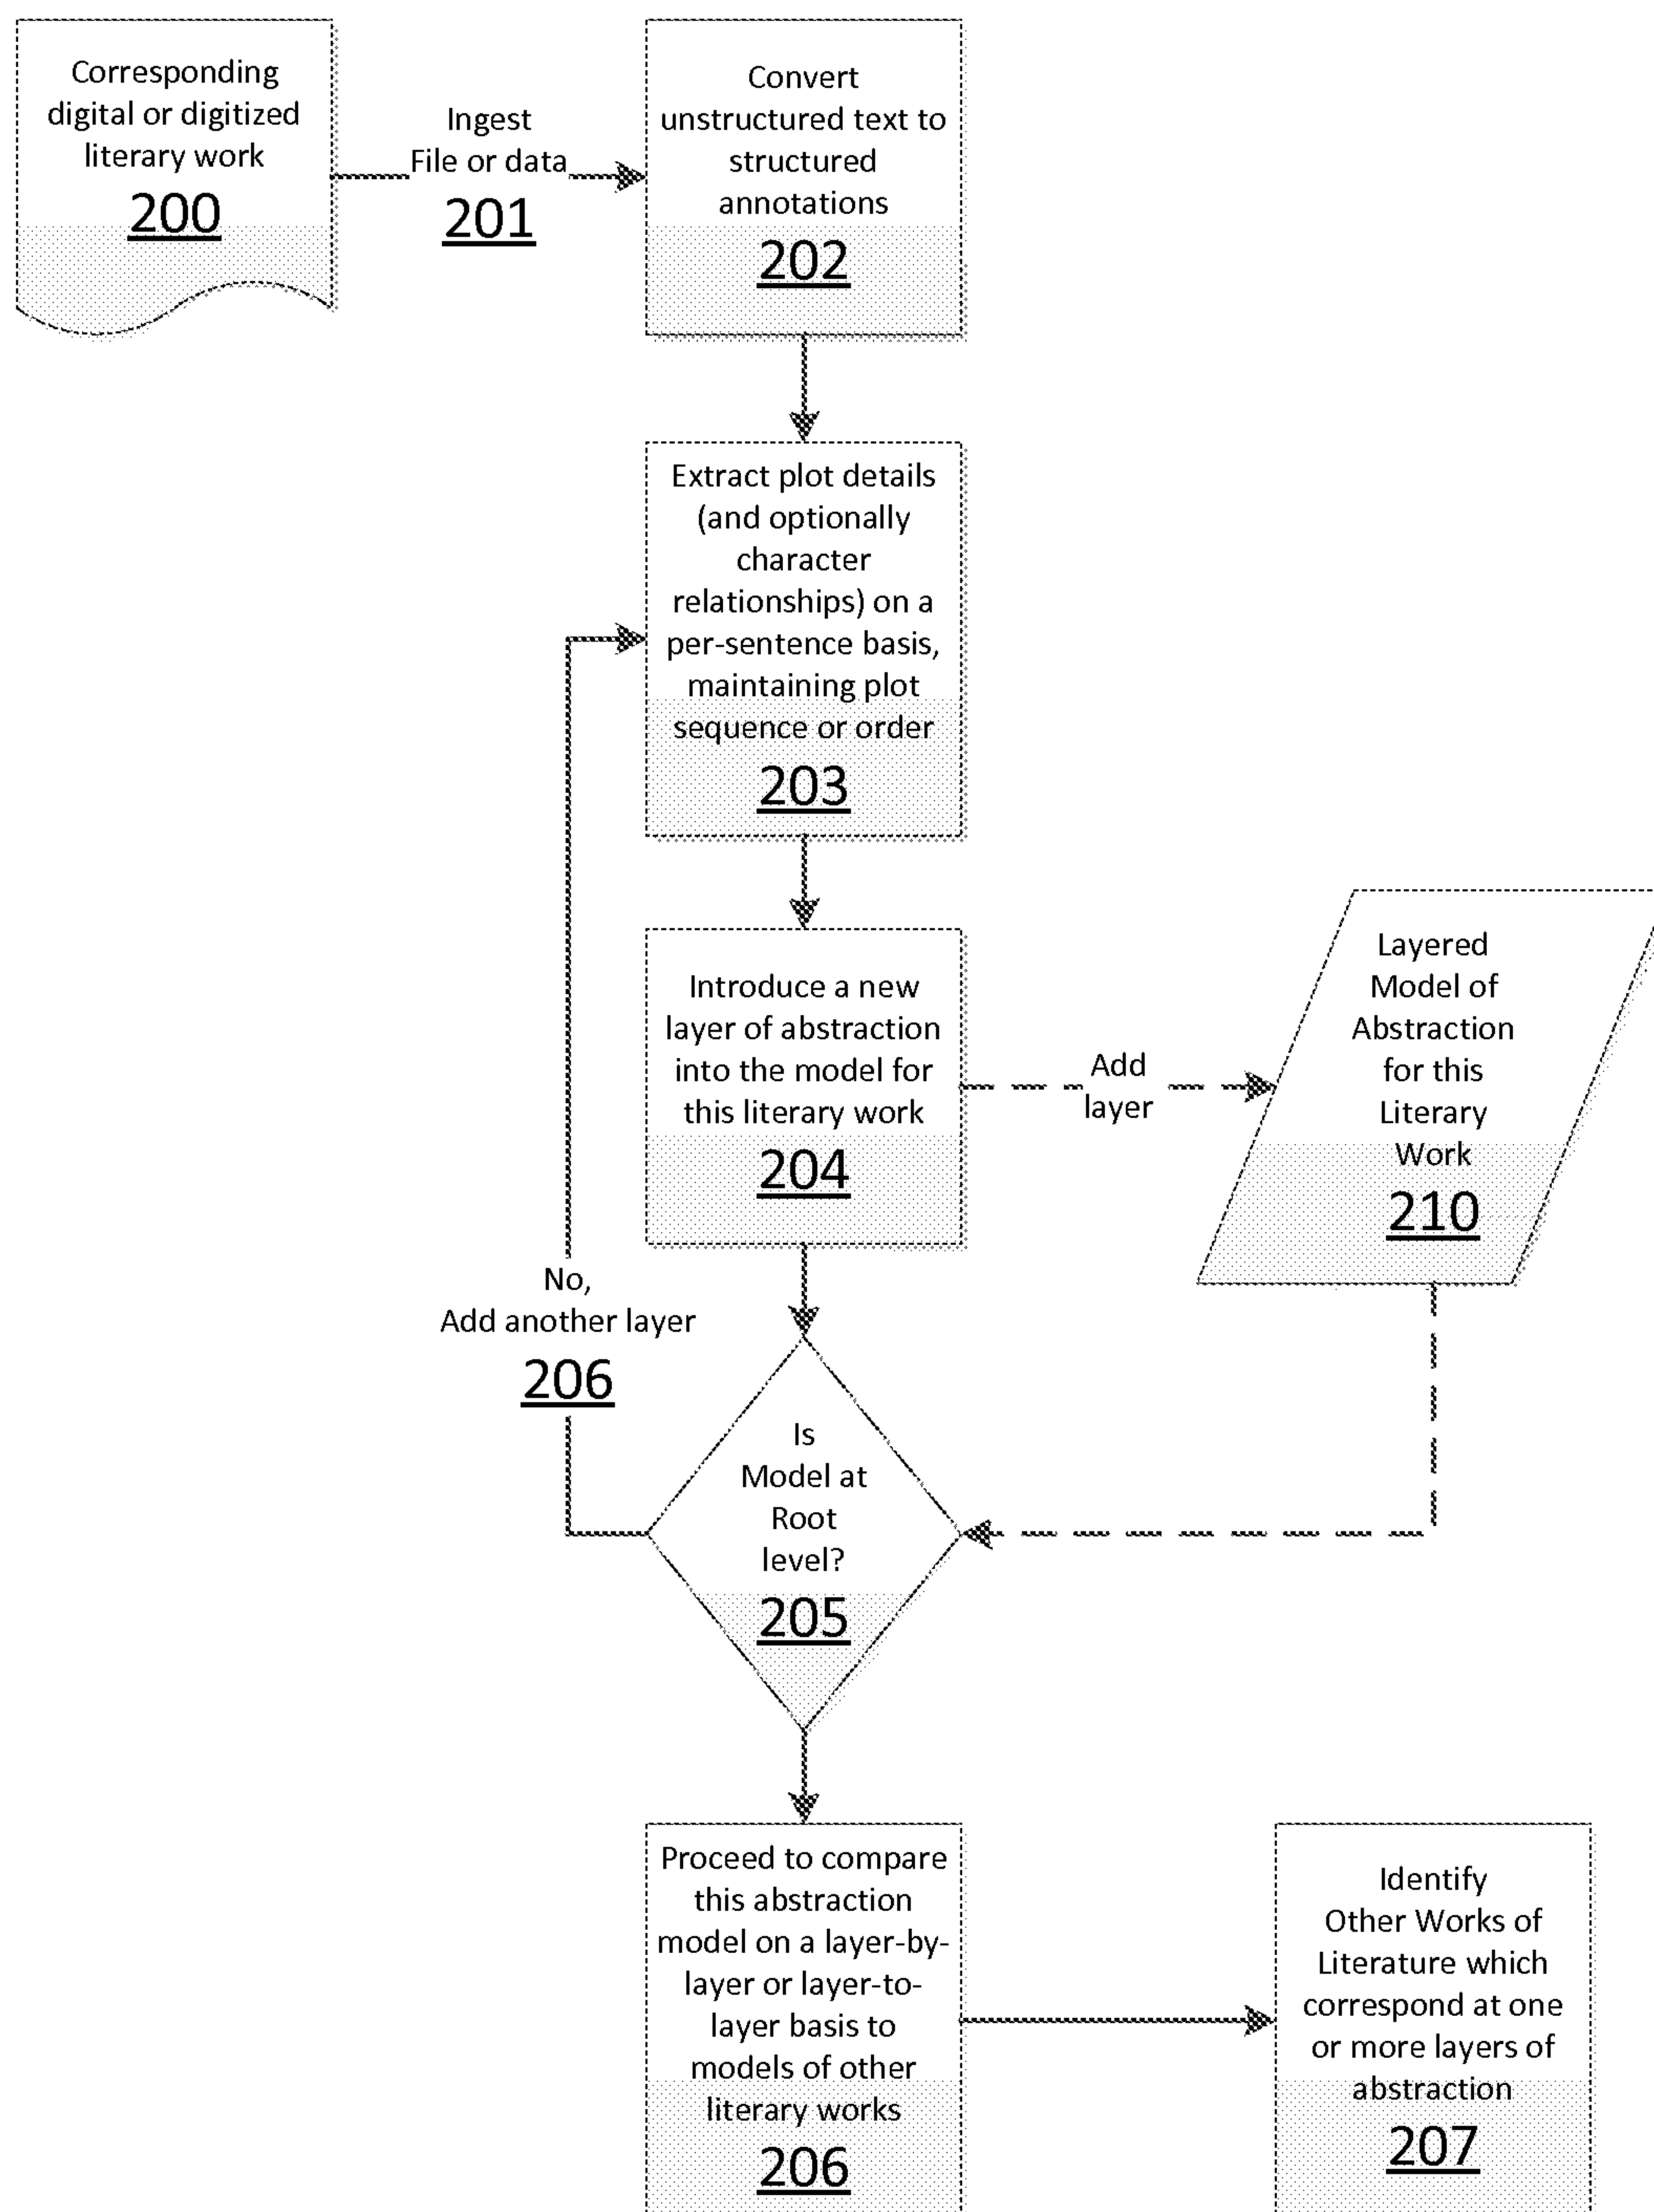 Corresponding
digital or digitized
literary work
200
Ingest
File or data
201
Convert
unstructured text to
structured
annotations
202
Extract plot details
(and optionally
character
relationships) on a
per-sentence basis,
maintaining plot
sequence or order
203
Introduce a new
layer of abstraction
into the model for
this literary work
204
Add
layer
Layered
Model of
Abstraction
for this
Literary
Work
210
No,
Add another layer
206
Is
Model at
Root
level?
205
Proceed to compare
this abstraction
model on a layer-by-
layer or layer-to-
layer basis to
models of other
literary works
206
Identify
Other Works of
Literature which
correspond at one
or more layers of
abstraction
207